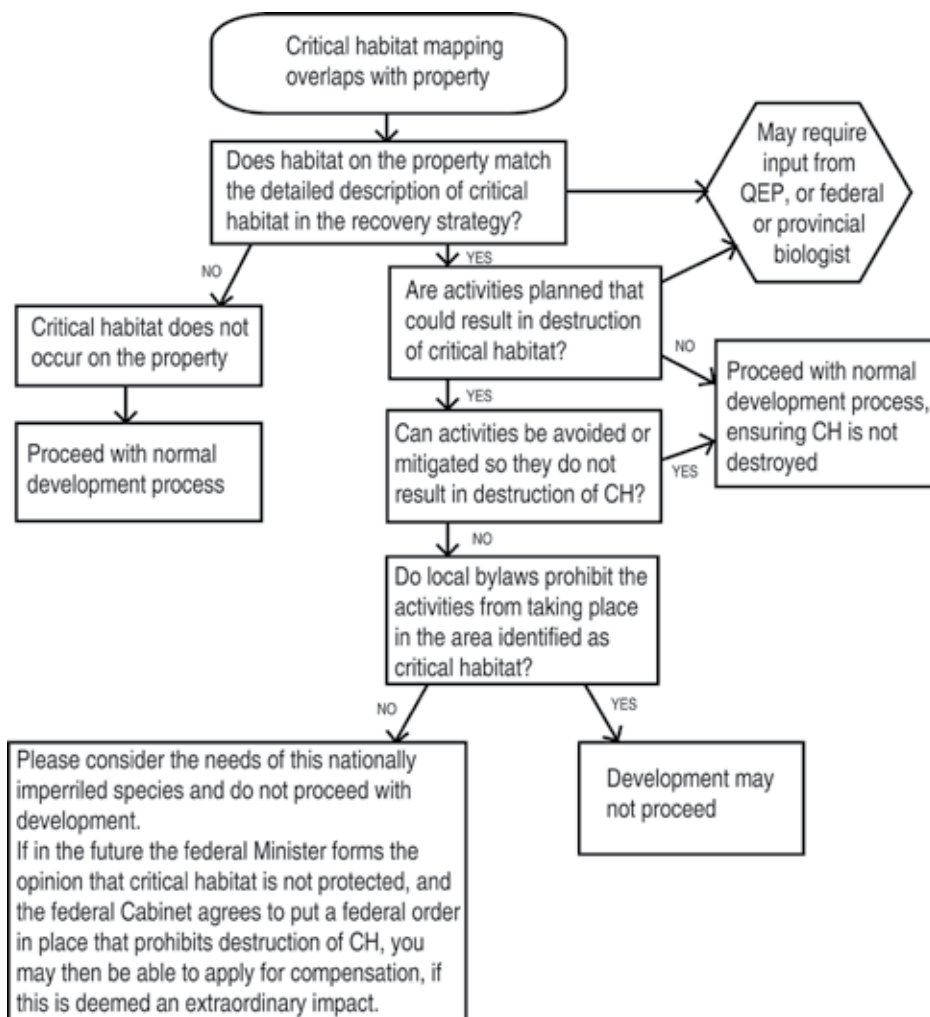 Critical habitat mapping
overlaps with property
Does habitat on the property match
the detailed description of critical
habitat in the recovery strategy?
May require
input from
QEP, or federal
or provincial
biologist
NO
YES
Critical habitat does not
occur on the property
Are activities planned that
could result in destruction
of critical habitat?
NO
YES
Proceed with normal
development process,
ensuring CH is not
destroyed
Proceed with normal
development process
Can activities be avoided or
mitigated so they do not
result in destruction of CH?
YES
NO
Do local bylaws prohibit the
activities from taking place
in the area identified as
critical habitat?
NO
YES
Please consider the needs of this nationally
imperriled species and do not proceed with
development.
If in the future the federal Minister forms the
opinion that critical habitat is not protected, and
the federal Cabinet agrees to put a federal order
in place that prohibits destruction of CH, you
may then be able to apply for compensation, if
this is deemed an extraordinary impact.
Development may
not proceed